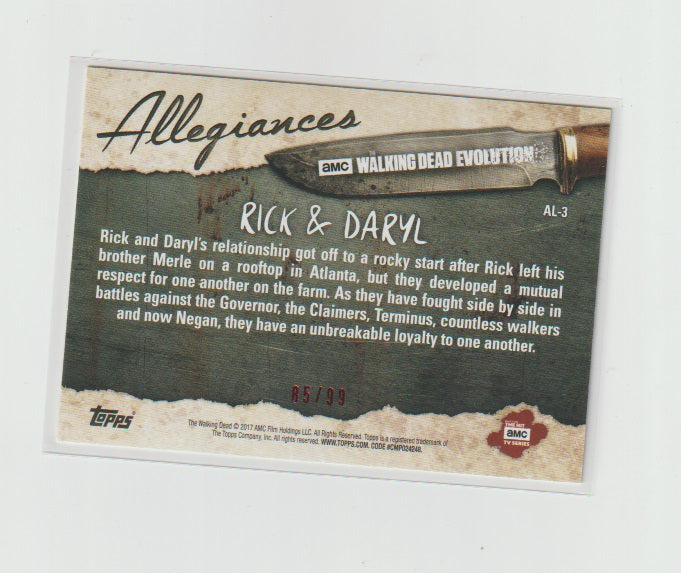 Allegiances
AMC WALKING DEAD EVOLUTION
AL-3
RICK & DARYL
Rick and Daryl's relationship got off to a rocky start after Rick left his
brother Merle on a rooftop in Atlanta, but they developed a mutual
respect for one another on the farm. As they have fought side by side in
battles against the Governor, the Claimers, Terminus, countless walkers
and now Negan, they have an unbreakable loyalty to one another.
85/99
topps
The Walking Dead © 2017 AMC Film Holdings LLC. All Rights Reserved. Topps is a registered trademark of
The Topps Company, Inc. All rights reserved. WWW.TOPPS.COM. CODE #CMP024248.
THE HIT
AMC
TV SERIES